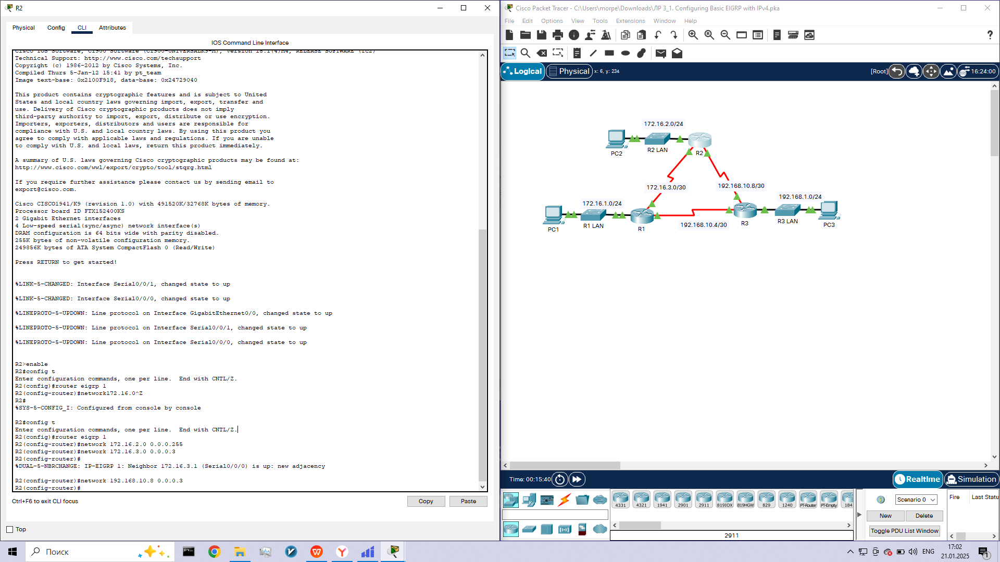 R2
Physical Config CLI Attributes
IOS Command Line Interface
Cisco IOS Software, C1900 Software (C1900-UNIVERSALK9-M), Version 15.1(4)M4, RELEASE SOFTWARE (fc2)
Technical Support: http://www.cisco.com/techsupport
Copyright (c) 1986-2012 by Cisco Systems, Inc.
Compiled Thurs 5-Jan-12 15:41 by pt_team
Image text-base: 0x2100F918, data-base: 0x24729040
This product contains cryptographic features and is subject to United
States and local country laws governing import, export, transfer and
use. Delivery of Cisco cryptographic products does not imply
third-party authority to import, export, distribute or use encryption.
Importers, exporters, distributors and users are responsible for
compliance with U.S. and local country laws. By using this product you
agree to comply with applicable laws and regulations. If you are unable
to comply with U.S. and local laws, return this product immediately.
A summary of U.S. laws governing Cisco cryptographic products may be found at:
http://www.cisco.com/wwl/export/crypto/tool/stqrg.html
If you require further assistance please contact us by sending email to
export@cisco.com.
Cisco CISCO1941/K9 (revision 1.0) with 491520K/32768K bytes of memory.
Processor board ID FTX152400KS
2 Gigabit Ethernet interfaces
4 Low-speed serial(sync/async) network interface(s)
DRAM configuration is 64 bits wide with parity disabled.
255K bytes of non-volatile configuration memory.
249856K bytes of ATA System CompactFlash 0 (Read/Write)
Press RETURN to get started!
%LINK-5-CHANGED: Interface Serial0/0/1, changed state to up
%LINK-5-CHANGED: Interface Serial0/0/0, changed state to up
%LINEPROTO-5-UPDOWN: Line protocol on Interface GigabitEthernet0/0, changed state to up
%LINEPROTO-5-UPDOWN: Line protocol on Interface Serial0/0/1, changed state to up
%LINEPROTO-5-UPDOWN: Line protocol on Interface Serial0/0/0, changed state to up
R2>enable
R2#config t
Enter configuration commands, one per line.  End with CNTL/Z.
R2(config)#router eigrp 1
R2(config-router)#network172.16.0^Z
R2#
%SYS-5-CONFIG_I: Configured from console by console
R2#config t
Enter configuration commands, one per line.  End with CNTL/Z.
R2(config)#router eigrp 1
R2(config-router)#network 172.16.2.0 0.0.0.255
R2(config-router)#network 172.16.3.0 0.0.0.3
R2(config-router)#
%DUAL-5-NBRCHANGE: IP-EIGRP 1: Neighbor 172.16.3.1 (Serial0/0/0) is up: new adjacency
R2(config-router)#network 192.168.10.8 0.0.0.3
R2(config-router)#
Ctrl+F6 to exit CLI focus
Copy Paste
Top
Cisco Packet Tracer - C:\Users\morpe\Downloads\ЛР 3_1. Configuring Basic EIGRP with IPv4.pka
File Edit Options View Tools Extensions Window Help
Logical Physical x: 6, y: 234 [Root] 16:24:00
172.16.2.0/24
PC2 R2 LAN R2
172.16.3.0/30 192.168.10.8/30
172.16.1.0/24 192.168.1.0/24
PC1 R1 LAN R1 192.168.10.4/30 R3 R3 LAN PC3
Time: 00:15:40 Realtime Simulation
4331 4321 1941 2901 2911 819IOX 819HGW 829 1240 PT-Router PT-Empty 184
2911
Scenario 0
New Delete
Toggle PDU List Window
Fire Last Statu
Поиск
ENG
17:02
21.01.2025
1